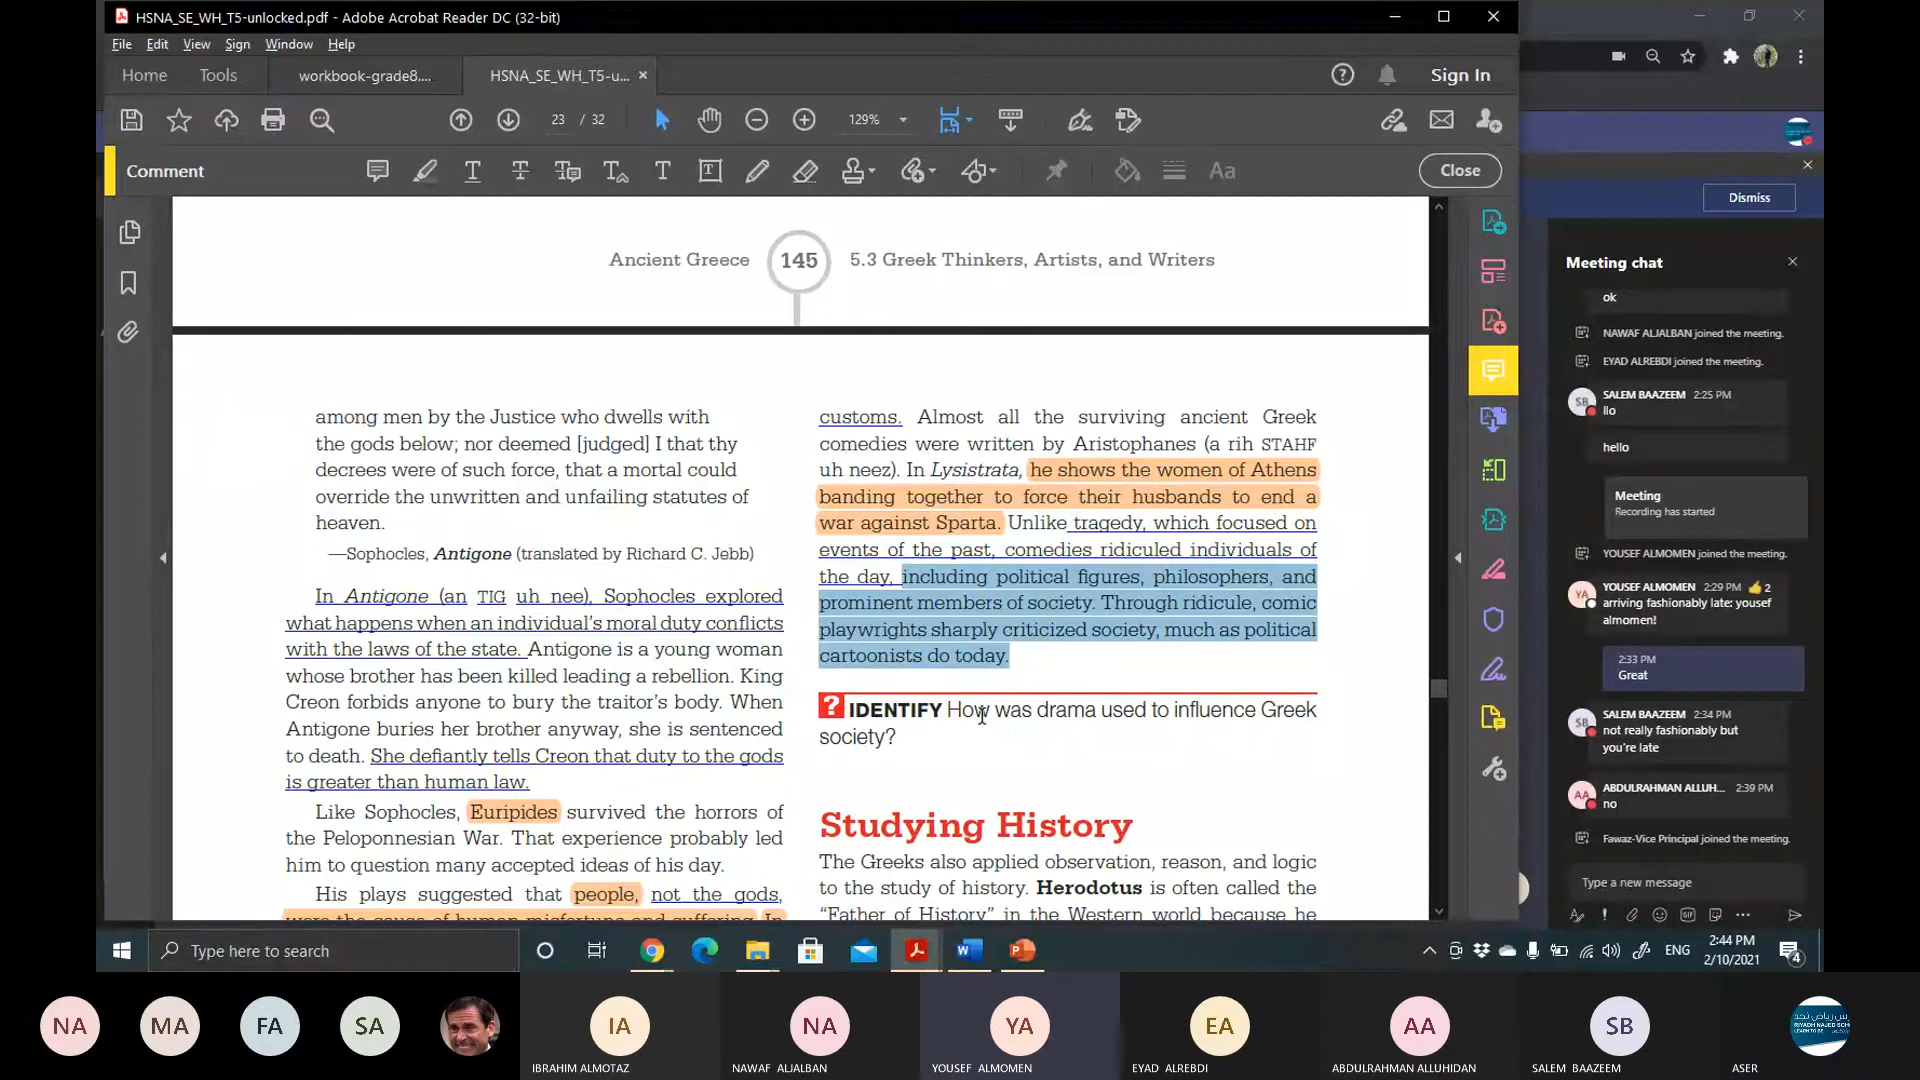 HSNA_SE_WH_T5-unlocked.pdf - Adobe Acrobat Reader DC (32-bit)
File Edit View Sign Window Help
Home Tools workbook-grade8.... HSNA_SE_WH_T5-u... × Sign In
23 / 32 129%
Comment
Close
Ancient Greece 145 5.3 Greek Thinkers, Artists, and Writers
among men by the Justice who dwells with
the gods below; nor deemed [judged] I that thy
decrees were of such force, that a mortal could
override the unwritten and unfailing statutes of
heaven.
—Sophocles, Antigone (translated by Richard C. Jebb)
In Antigone (an TIG uh nee), Sophocles explored
what happens when an individual's moral duty conflicts
with the laws of the state. Antigone is a young woman
whose brother has been killed leading a rebellion. King
Creon forbids anyone to bury the traitor's body. When
Antigone buries her brother anyway, she is sentenced
to death. She defiantly tells Creon that duty to the gods
is greater than human law.
Like Sophocles, Euripides survived the horrors of
the Peloponnesian War. That experience probably led
him to question many accepted ideas of his day.
His plays suggested that people, not the gods,
were the cause of human misfortune and suffering. In
customs. Almost all the surviving ancient Greek
comedies were written by Aristophanes (a rih STAHF
uh neez). In Lysistrata, he shows the women of Athens
banding together to force their husbands to end a
war against Sparta. Unlike tragedy, which focused on
events of the past, comedies ridiculed individuals of
the day, including political figures, philosophers, and
prominent members of society. Through ridicule, comic
playwrights sharply criticized society, much as political
cartoonists do today.
? IDENTIFY How was drama used to influence Greek
society?
Studying History
The Greeks also applied observation, reason, and logic
to the study of history. Herodotus is often called the
"Father of History" in the Western world because he
Dismiss
Meeting chat
ok
NAWAF ALJALBAN joined the meeting.
EYAD ALREBDI joined the meeting.
SB SALEM BAAZEEM 2:25 PM
llo
hello
Meeting
Recording has started
YOUSEF ALMOMEN joined the meeting.
YA YOUSEF ALMOMEN 2:29 PM 👍 2
arriving fashionably late: yousef
almomen!
2:33 PM
Great
SB SALEM BAAZEEM 2:34 PM
not really fashionably but
you're late
AA ABDULRAHMAN ALLUH... 2:39 PM
no
Fawaz-Vice Principal joined the meeting.
Type a new message
Type here to search
ENG
2:44 PM
2/10/2021
4
NA MA FA SA IA NA YA EA AA SB
IBRAHIM ALMOTAZ NAWAF ALJALBAN YOUSEF ALMOMEN EYAD ALREBDI ABDULRAHMAN ALLUHIDAN SALEM BAAZEEM ASER